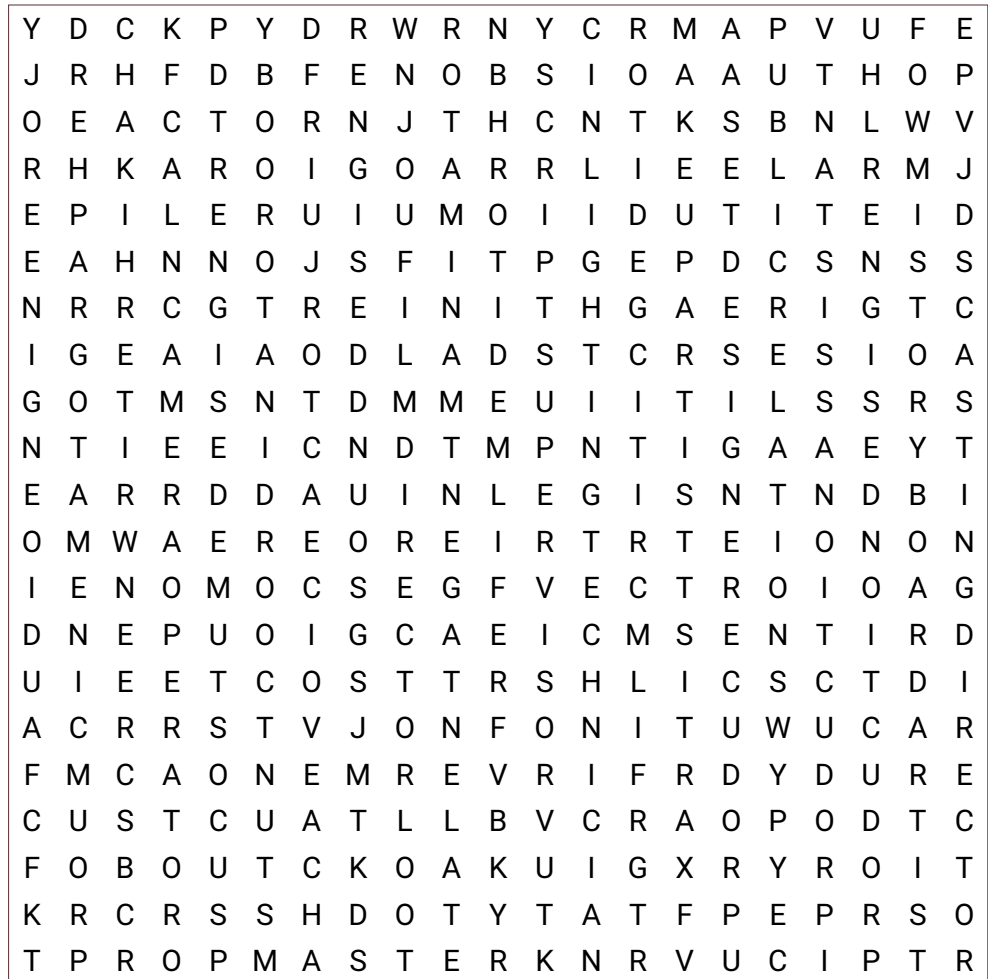 Y D C K P Y D R W R N Y C R M A P V U F E
J R H F D B F E N O B S I O A A U T H O P
O E A C T O R N J T H C N T K S B N L W V
R H K A R O I G O A R R L I E E L A R M J
E P I L E R U I U M O I I D U T I T E I D
E A H N N O J S F I T P G E P D C S N S S
N R R C G T R E I N I T H G A E R I G T C
I G E A I A O D L A D S T C R S E S I O A
G O T M S N T D M M E U I I T I L S S R S
N T I E E I C N D T M P N T I G A A E Y T
E A R R D D A U I N L E G I S N T N D B I
O M W A E R E O R E I R T R T E I O N O N
I E N O M O C S E G F V E C T R O I O A G
D N E P U O I G C A E I C M S E N T I R D
U I E E T C O S T T R S H L I C S C T D I
A C R R S T V J O N F O N I T U W U C A R
F M C A O N E M R E V R I F R D Y D U R E
C U S T C U A T L L B V C R A O P O D T C
F O B O U T C K O A K U I G X R Y R O I T
K R C R S S H D O T Y T A T F P E P R S O
T P R O P M A S T E R K N R V U C I P T R